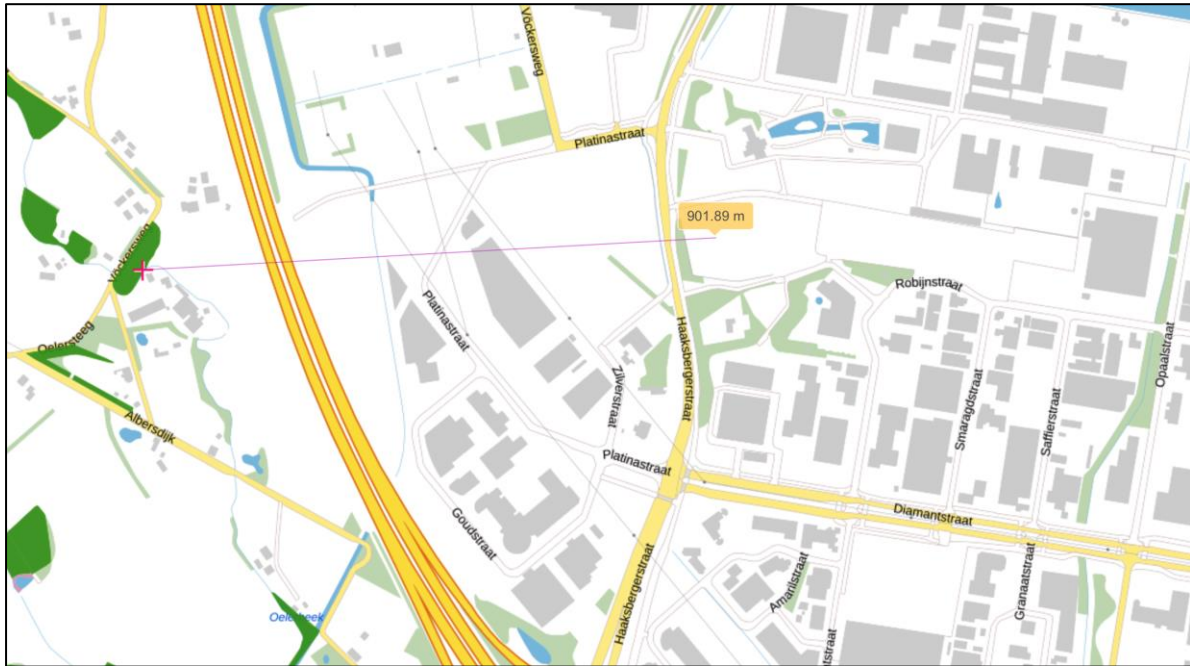 Vöckersweg
Platinastraat
901.89 m
Vöckersweg
Robijnstraat
Platinastraat
Oelersteeg
Haaksbergerstraat
Opaalstraat
Zilverstraat
Smaragdstraat
Saffierstraat
Albersdijk
Platinastraat
Diamantstraat
Goudstraat
Haaksbergerstraat
Amarilstraat
Granaatstraat
Oelerbeek
tstraat